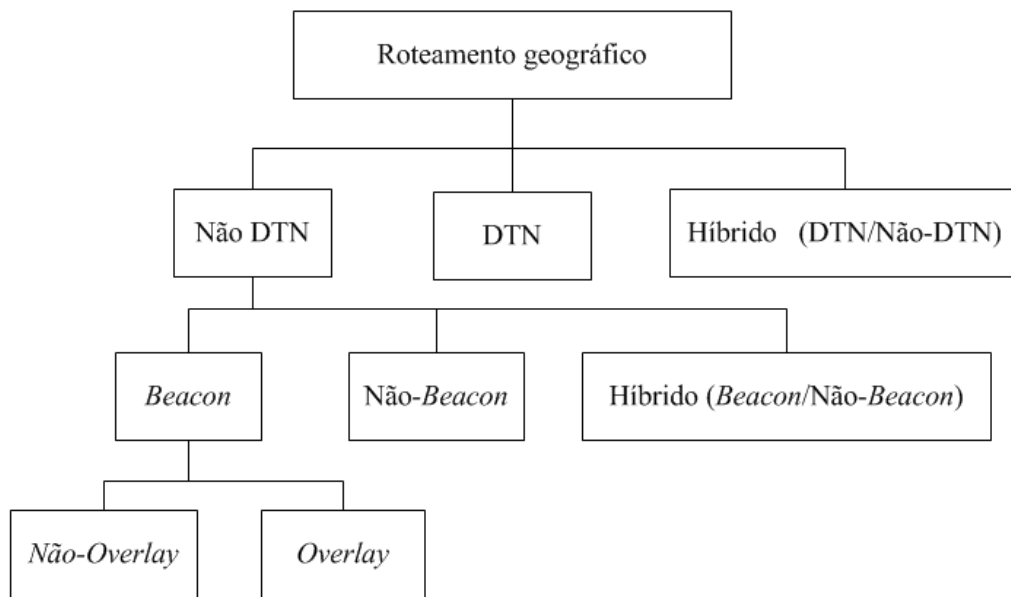 Roteamento geográfico
Não DTN
DTN
Híbrido (DTN/Não-DTN)
Beacon
Não-Beacon
Híbrido (Beacon/Não-Beacon)
Não-Overlay
Overlay